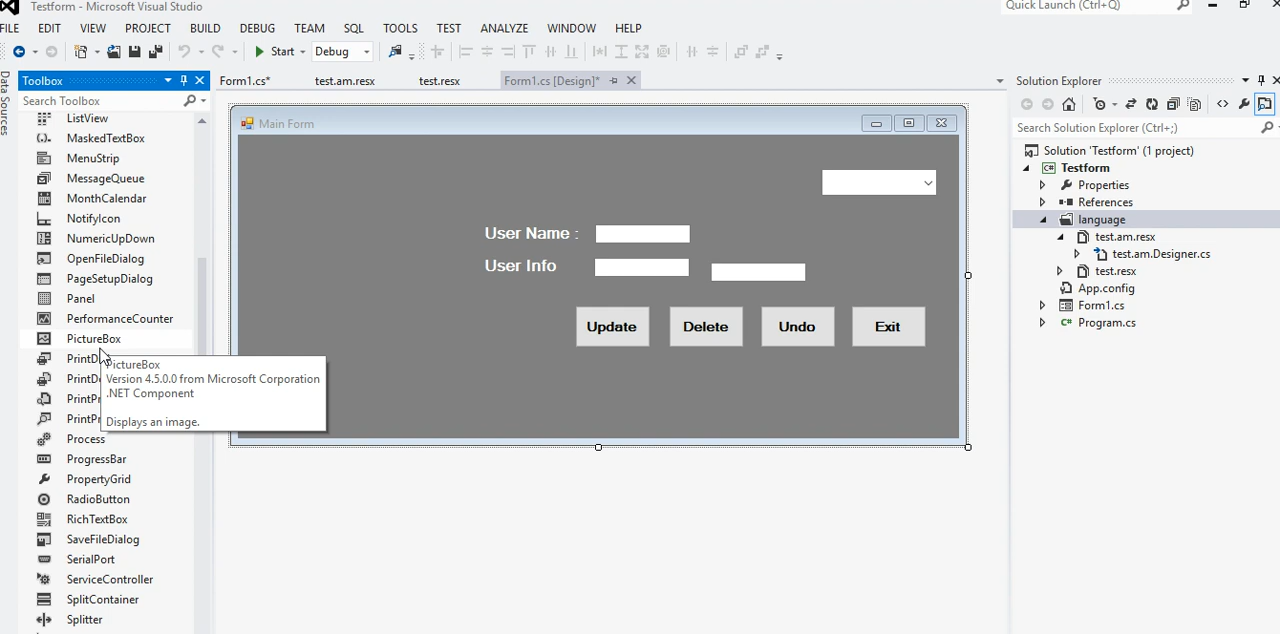 Testform - Microsoft Visual Studio
Quick Launch (Ctrl+Q)
FILE EDIT VIEW PROJECT BUILD DEBUG TEAM SQL TOOLS TEST ANALYZE WINDOW HELP
Start Debug
Data Sources
Toolbox
Search Toolbox
ListView
MaskedTextBox
MenuStrip
MessageQueue
MonthCalendar
NotifyIcon
NumericUpDown
OpenFileDialog
PageSetupDialog
Panel
PerformanceCounter
PictureBox
PrintD
PrintD
PrintPr
PrintPr
Process
ProgressBar
PropertyGrid
RadioButton
RichTextBox
SaveFileDialog
SerialPort
ServiceController
SplitContainer
Splitter
PictureBox
Version 4.5.0.0 from Microsoft Corporation
.NET Component
Displays an image.
Form1.cs* test.am.resx test.resx Form1.cs [Design]*
Main Form
User Name :
User Info
Update Delete Undo Exit
Solution Explorer
Search Solution Explorer (Ctrl+;)
Solution 'Testform' (1 project)
C# Testform
Properties
References
language
test.am.resx
test.am.Designer.cs
test.resx
App.config
Form1.cs
C# Program.cs